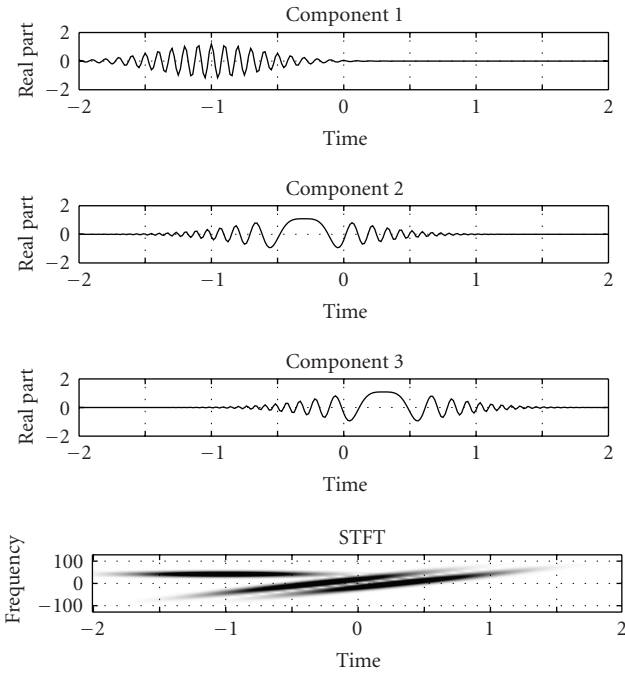 Component 1
Real part
2
0
−2
−2 −1 0 1 2
Time
Component 2
Real part
2
0
−2
−2 −1 0 1 2
Time
Component 3
Real part
2
0
−2
−2 −1 0 1 2
Time
STFT
Frequency
100
0
−100
−2 −1 0 1 2
Time